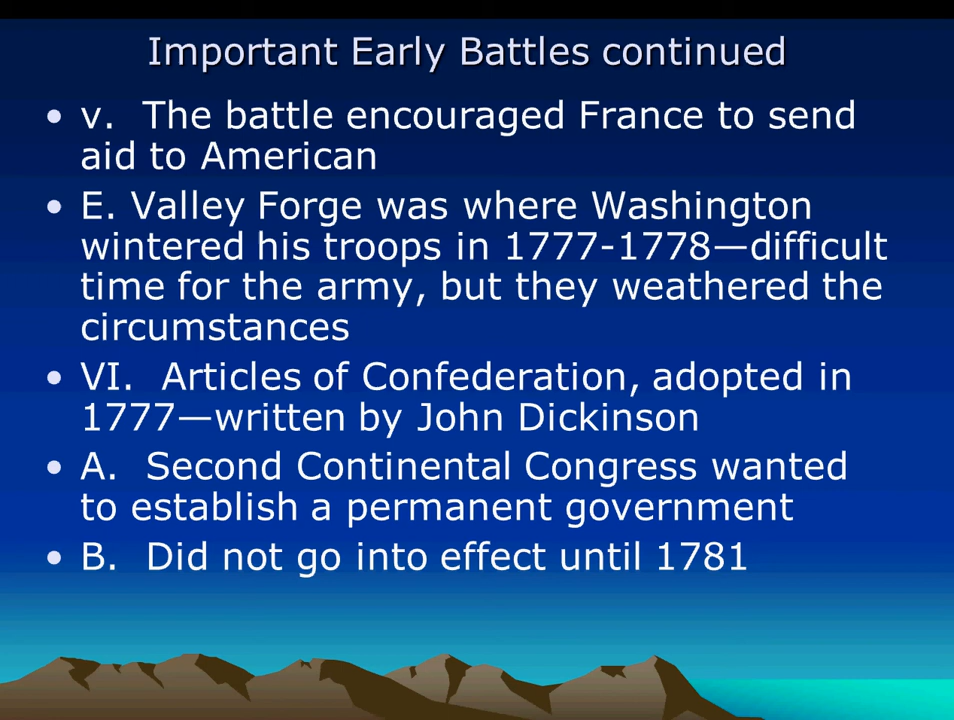 Important Early Battles continued
• v. The battle encouraged France to send
aid to American
• E. Valley Forge was where Washington
wintered his troops in 1777-1778—difficult
time for the army, but they weathered the
circumstances
• VI. Articles of Confederation, adopted in
1777—written by John Dickinson
• A. Second Continental Congress wanted
to establish a permanent government
• B. Did not go into effect until 1781